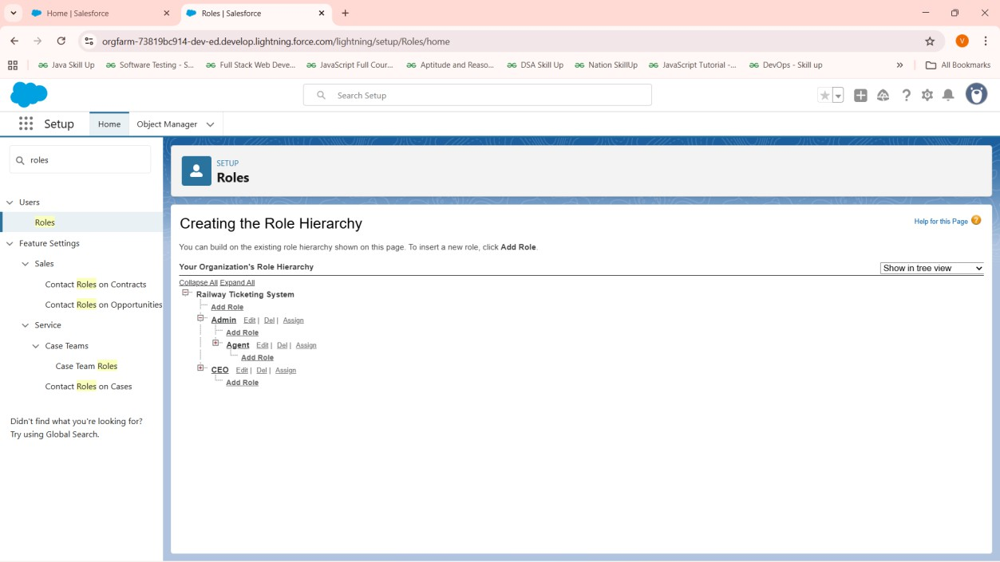 Home | Salesforce
Roles | Salesforce
orgfarm-73819bc914-dev-ed.develop.lightning.force.com/lightning/setup/Roles/home
Java Skill Up
Software Testing - S...
Full Stack Web Deve...
JavaScript Full Cour...
Aptitude and Reaso...
DSA Skill Up
Nation SkillUp
JavaScript Tutorial -...
DevOps - Skill up
All Bookmarks
V
Search Setup
Setup
Home
Object Manager
roles
Users
Roles
Feature Settings
Sales
Contact Roles on Contracts
Contact Roles on Opportunities
Service
Case Teams
Case Team Roles
Contact Roles on Cases
Didn't find what you're looking for?
Try using Global Search.
SETUP
Roles
Creating the Role Hierarchy
Help for this Page ?
You can build on the existing role hierarchy shown on this page. To insert a new role, click Add Role.
Your Organization's Role Hierarchy
Show in tree view
Collapse All Expand All
Railway Ticketing System
Add Role
Admin Edit | Del | Assign
Add Role
Agent Edit | Del | Assign
Add Role
CEO Edit | Del | Assign
Add Role